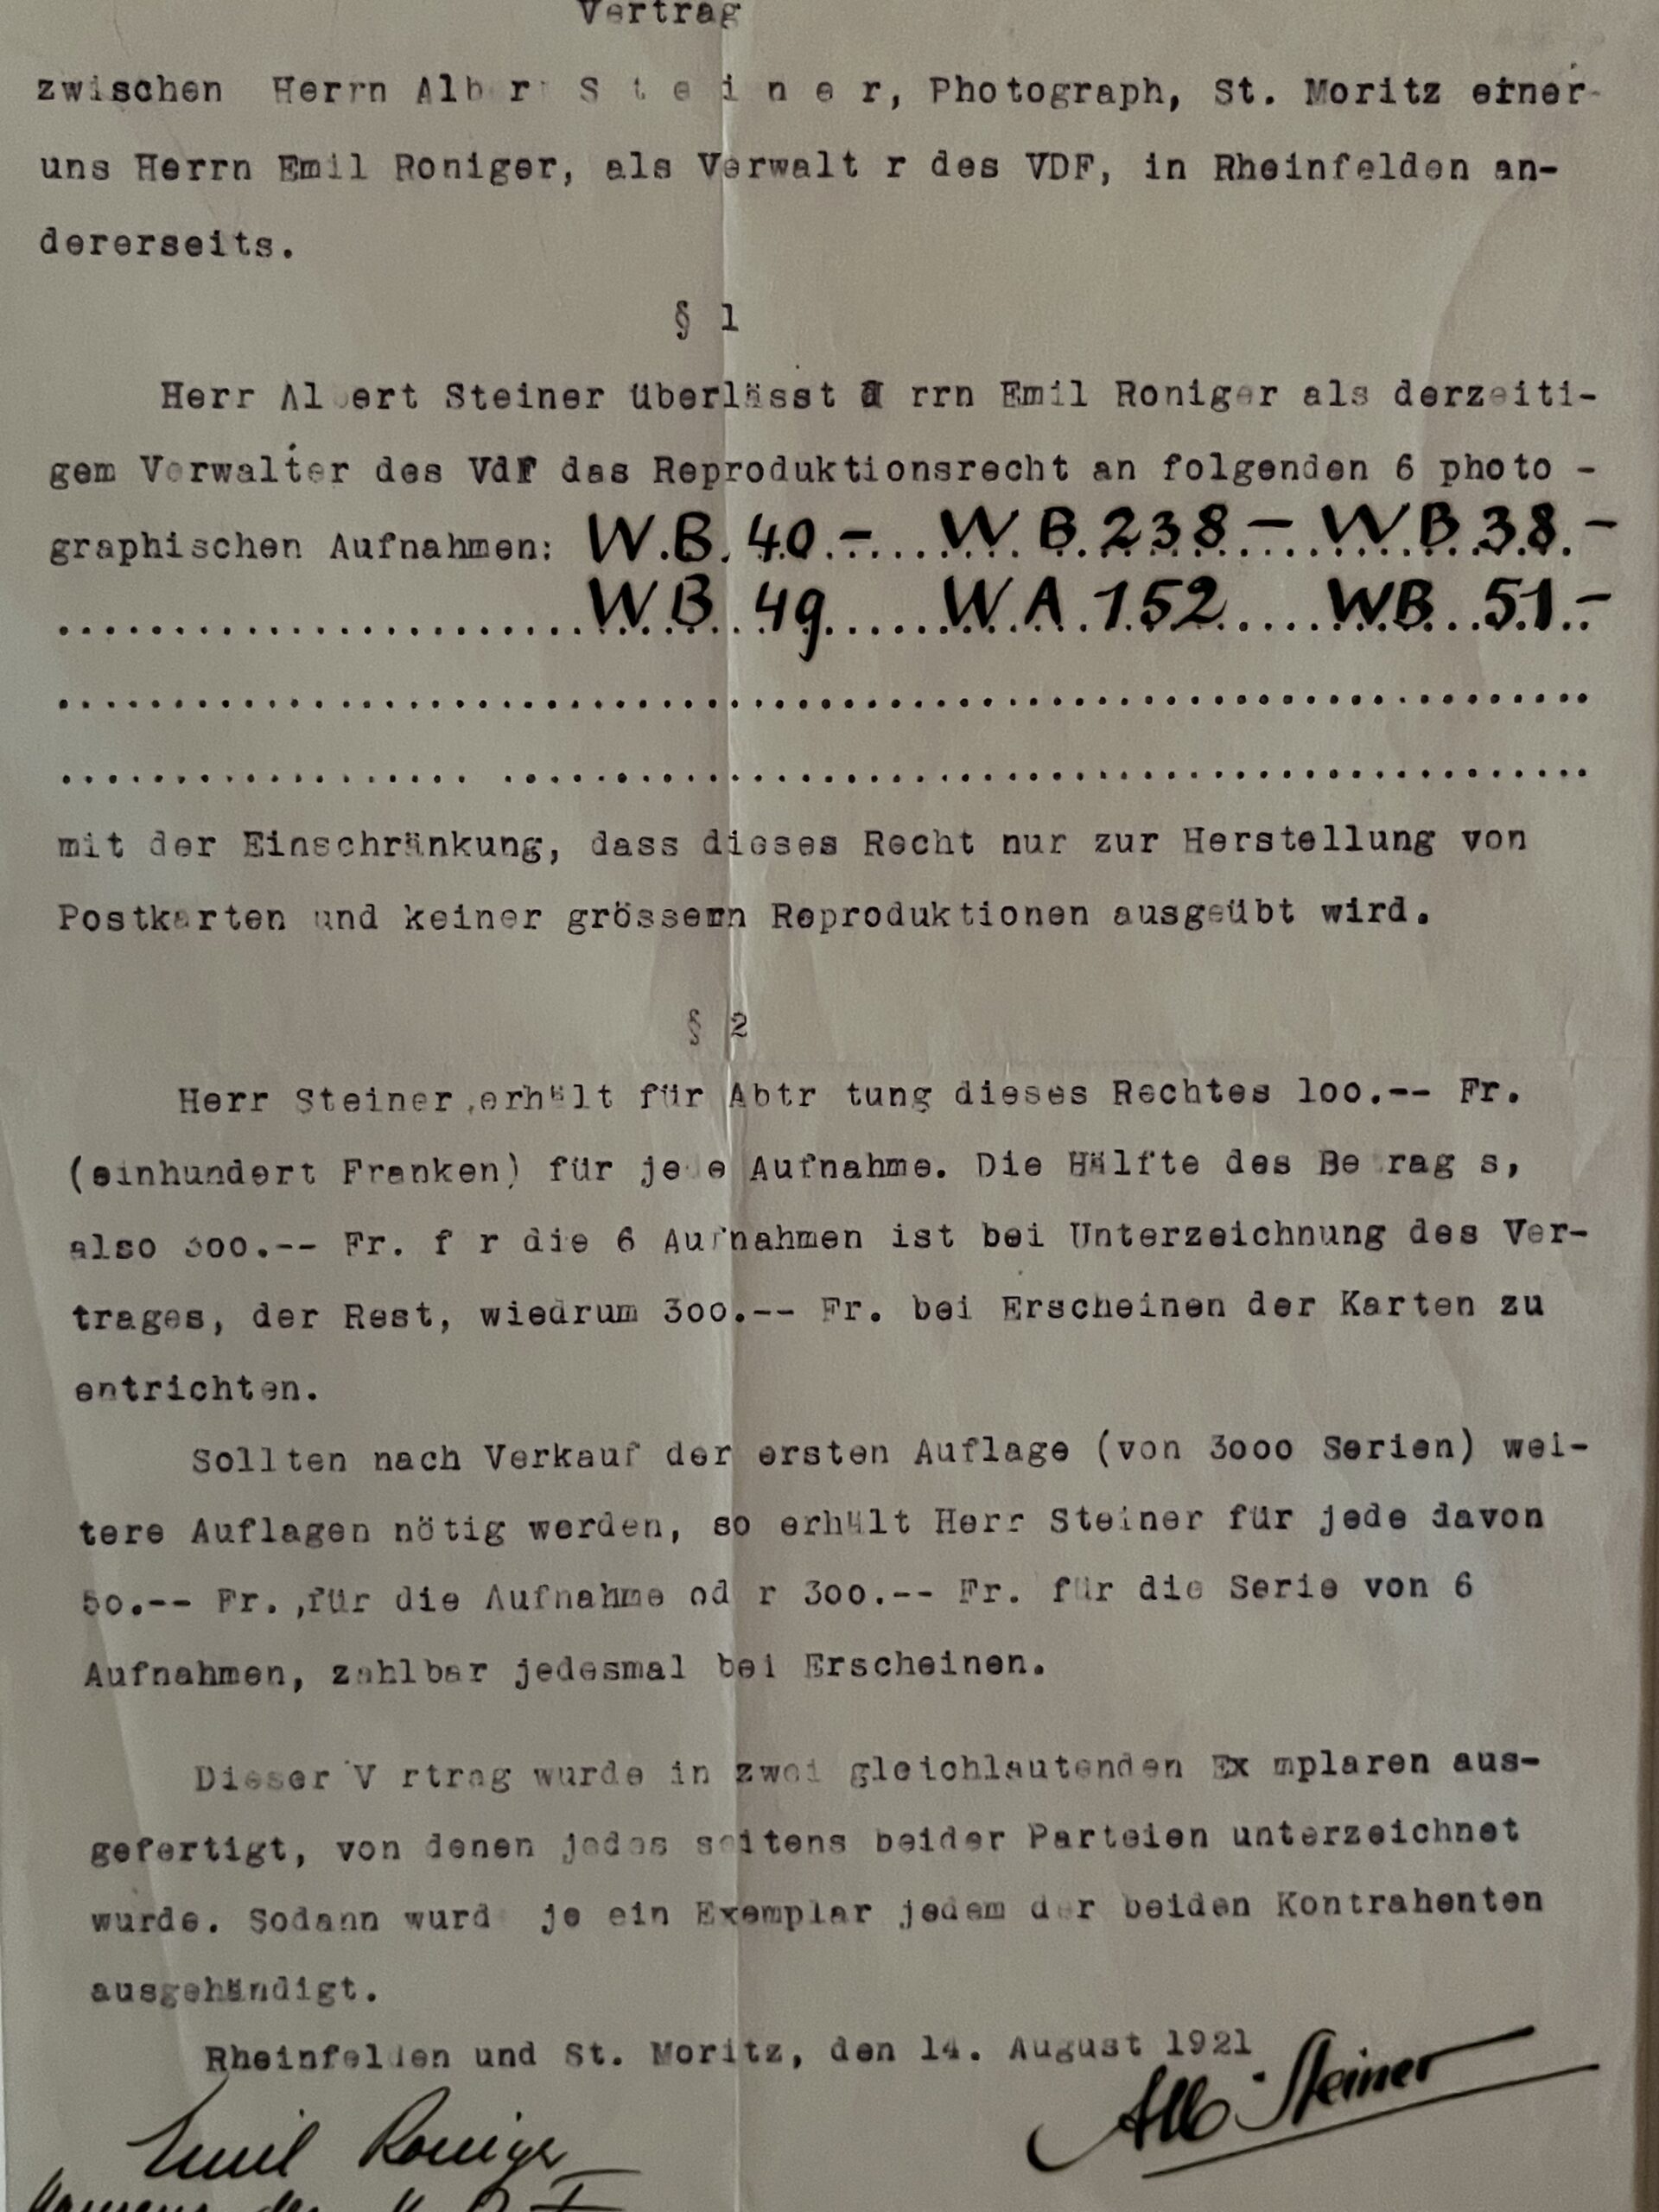 Vertrag
zwischen Herrn Albert Steiner, Photograph, St. Moritz einer-
uns Herrn Emil Roniger, als Verwalt r des VDF, in Rheinfelden an-
dererseits.
§ 1
Herr Albert Steiner überlässt rrn Emil Roniger als derzeiti-
gem Verwalter des VdF das Reproduktionsrecht an folgenden 6 photo -
graphischen Aufnahmen: W.B. 40.- W.B. 238 - W.B. 38.-
W.B. 49 W.A. 152 W.B. 51.-
mit der Einschränkung, dass dieses Recht nur zur Herstellung von
Postkarten und keiner grössern Reproduktionen ausgeübt wird.
§ 2
Herr Steiner erhält für Abtr tung dieses Rechtes 100.-- Fr.
(einhundert Franken) für jede Aufnahme. Die Hälfte des Betrag s,
also 300.-- Fr. f r die 6 Aufnahmen ist bei Unterzeichnung des Ver-
trages, der Rest, wiedrum 300.-- Fr. bei Erscheinen der Karten zu
entrichten.
Sollten nach Verkauf der ersten Auflage (von 3000 Serien) wei-
tere Auflagen nötig werden, so erhält Herr Steiner für jede davon
50.-- Fr. ,für die Aufnahme od r 300.-- Fr. für die Serie von 6
Aufnahmen, zahlbar jedesmal bei Erscheinen.
Dieser V rtrag wurde in zwei gleichlautenden Ex mplaren aus-
gefertigt, von denen jedes seitens beider Parteien unterzeichnet
wurde. Sodann wurd je ein Exemplar jedem der beiden Kontrahenten
ausgehändigt.
Rheinfelden und St. Moritz, den 14. August 1921
Alb. Steiner
Emil Roniger